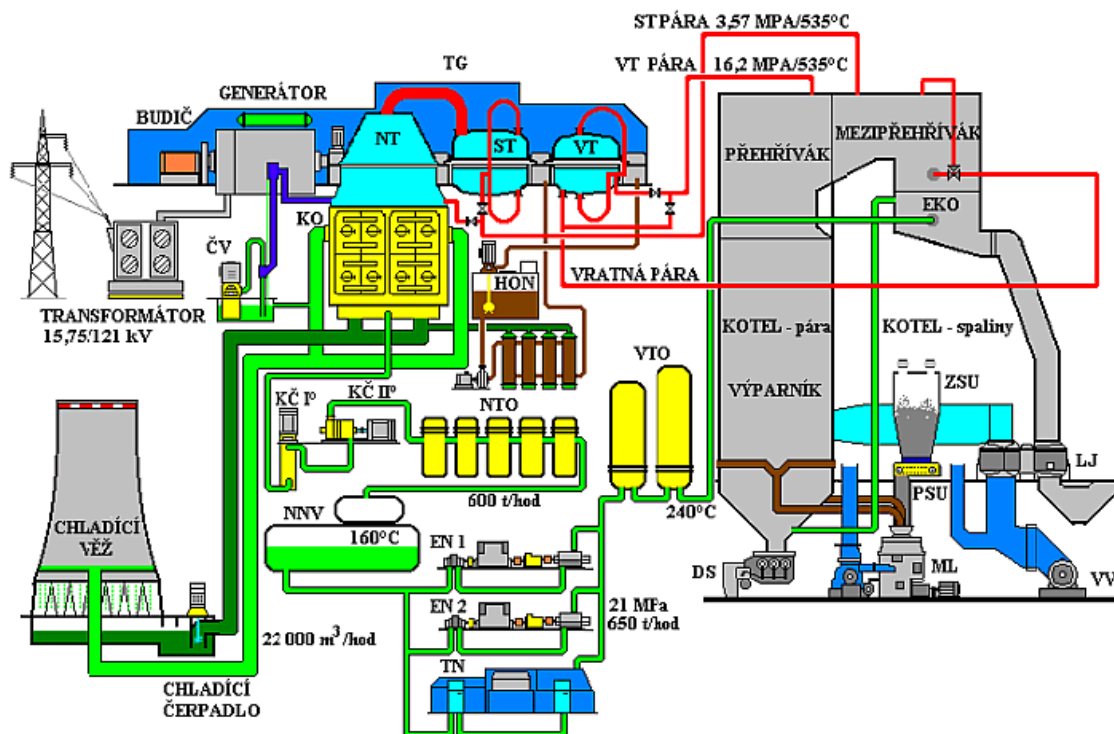 STPÁRA 3,57 MPA/535°C
VT PÁRA 16,2 MPA/535°C
TG
GENERÁTOR
BUDIČ
NT
ST
VT
PŘEHŘÍVÁK
MEZIPŘEHŘÍVÁK
EKO
KO
ČV
HON
VRATNÁ PÁRA
TRANSFORMÁTOR
15,75/121 kV
KOTEL - pára
KOTEL - spaliny
VTO
ZSU
VÝPARNÍK
KČ I°
KČ II°
NTO
LJ
PSU
600 t/hod
240°C
NNV
160°C
CHLADÍCÍ
VĚŽ
EN 1
DS
ML
VV
EN 2
21 MPa
650 t/hod
22 000 m³/hod
TN
CHLADÍCÍ
ČERPADLO